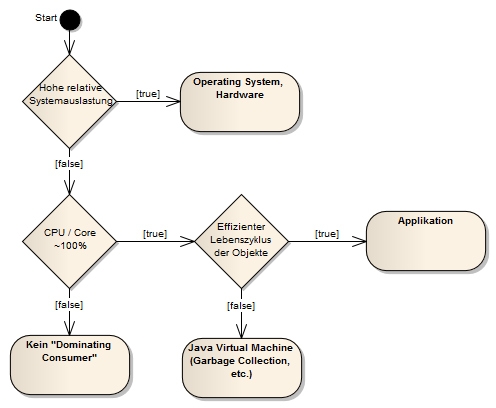 Start
Hohe relative
Systemauslastung
[true]
Operating System,
Hardware
[false]
CPU / Core
~100%
[true]
Effizienter
Lebenszyklus
der Objekte
[true]
Applikation
[false]
[false]
Kein "Dominating
Consumer"
Java Virtual Machine
(Garbage Collection,
etc.)